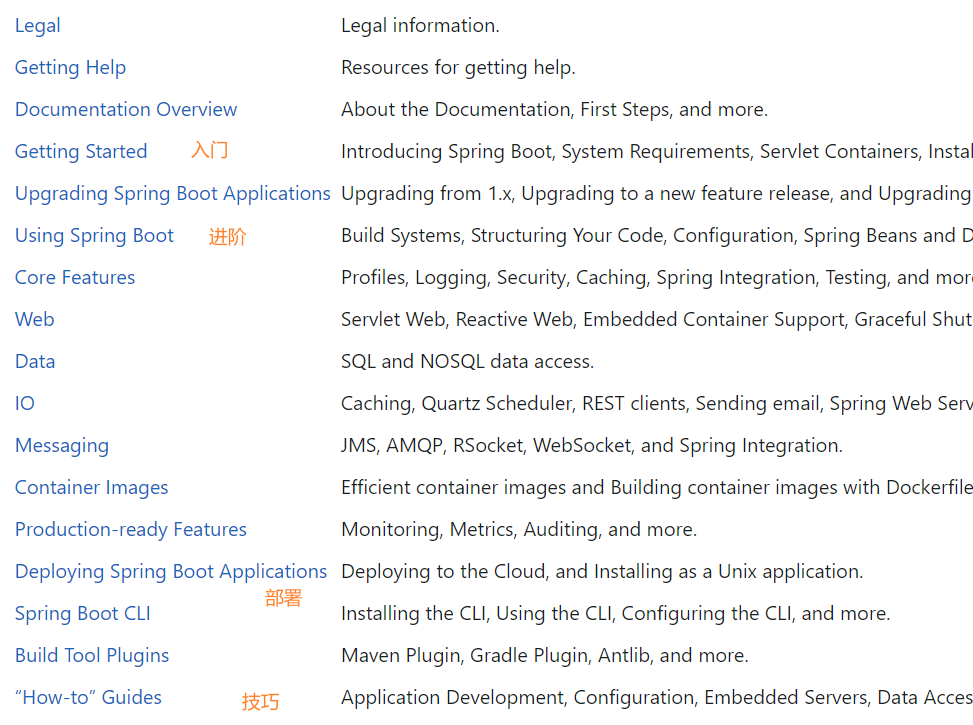 Legal Legal information.
Getting Help Resources for getting help.
Documentation Overview About the Documentation, First Steps, and more.
Getting Started 入门 Introducing Spring Boot, System Requirements, Servlet Containers, Instal
Upgrading Spring Boot Applications Upgrading from 1.x, Upgrading to a new feature release, and Upgrading
Using Spring Boot 进阶 Build Systems, Structuring Your Code, Configuration, Spring Beans and D
Core Features Profiles, Logging, Security, Caching, Spring Integration, Testing, and mor
Web Servlet Web, Reactive Web, Embedded Container Support, Graceful Shut
Data SQL and NOSQL data access.
IO Caching, Quartz Scheduler, REST clients, Sending email, Spring Web Serv
Messaging JMS, AMQP, RSocket, WebSocket, and Spring Integration.
Container Images Efficient container images and Building container images with Dockerfile
Production-ready Features Monitoring, Metrics, Auditing, and more.
Deploying Spring Boot Applications Deploying to the Cloud, and Installing as a Unix application.
部署
Spring Boot CLI Installing the CLI, Using the CLI, Configuring the CLI, and more.
Build Tool Plugins Maven Plugin, Gradle Plugin, Antlib, and more.
“How-to” Guides 技巧 Application Development, Configuration, Embedded Servers, Data Acces